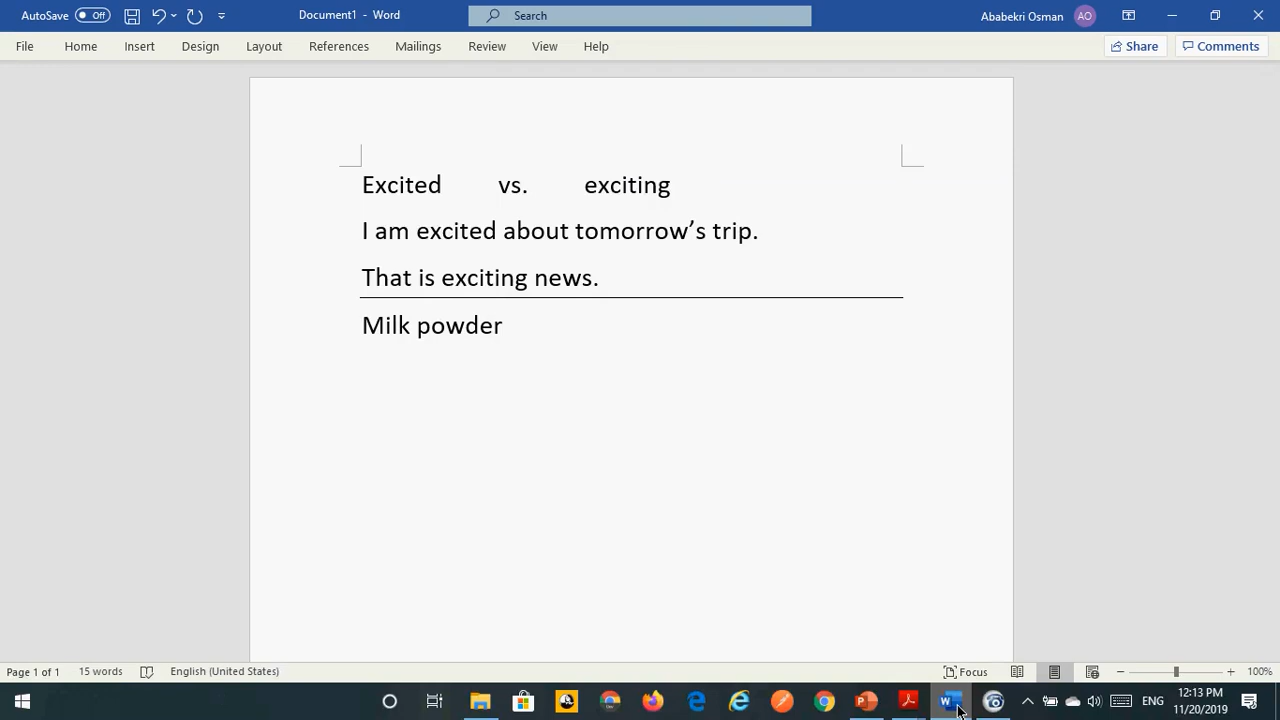 AutoSave Off Document1 - Word Search Ababekri Osman AO
File Home Insert Design Layout References Mailings Review View Help Share Comments
Excited vs. exciting
I am excited about tomorrow’s trip.
That is exciting news.
Milk powder
Page 1 of 1 15 words English (United States) Focus 100%
ENG 12:13 PM
11/20/2019